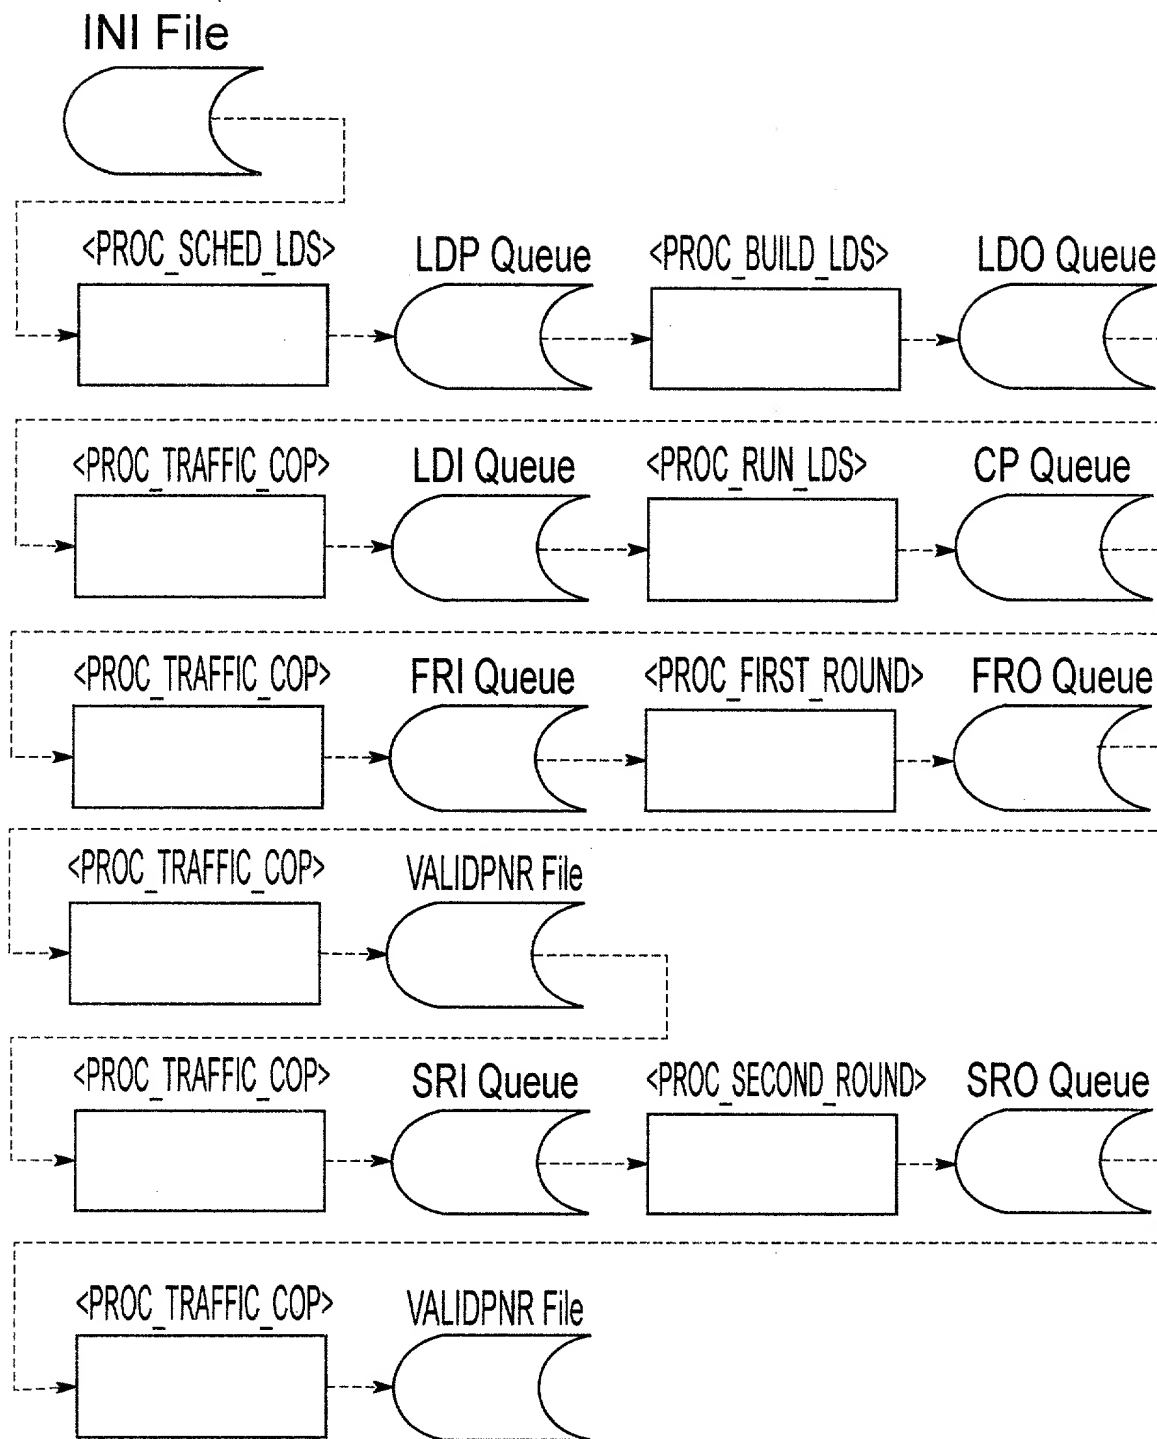 INI File
<PROC_SCHED_LDS> LDP Queue <PROC_BUILD_LDS> LDO Queue
<PROC_TRAFFIC_COP> LDI Queue <PROC_RUN_LDS> CP Queue
<PROC_TRAFFIC_COP> FRI Queue <PROC_FIRST_ROUND> FRO Queue
<PROC_TRAFFIC_COP> VALIDPNR File
<PROC_TRAFFIC_COP> SRI Queue <PROC_SECOND_ROUND> SRO Queue
<PROC_TRAFFIC_COP> VALIDPNR File